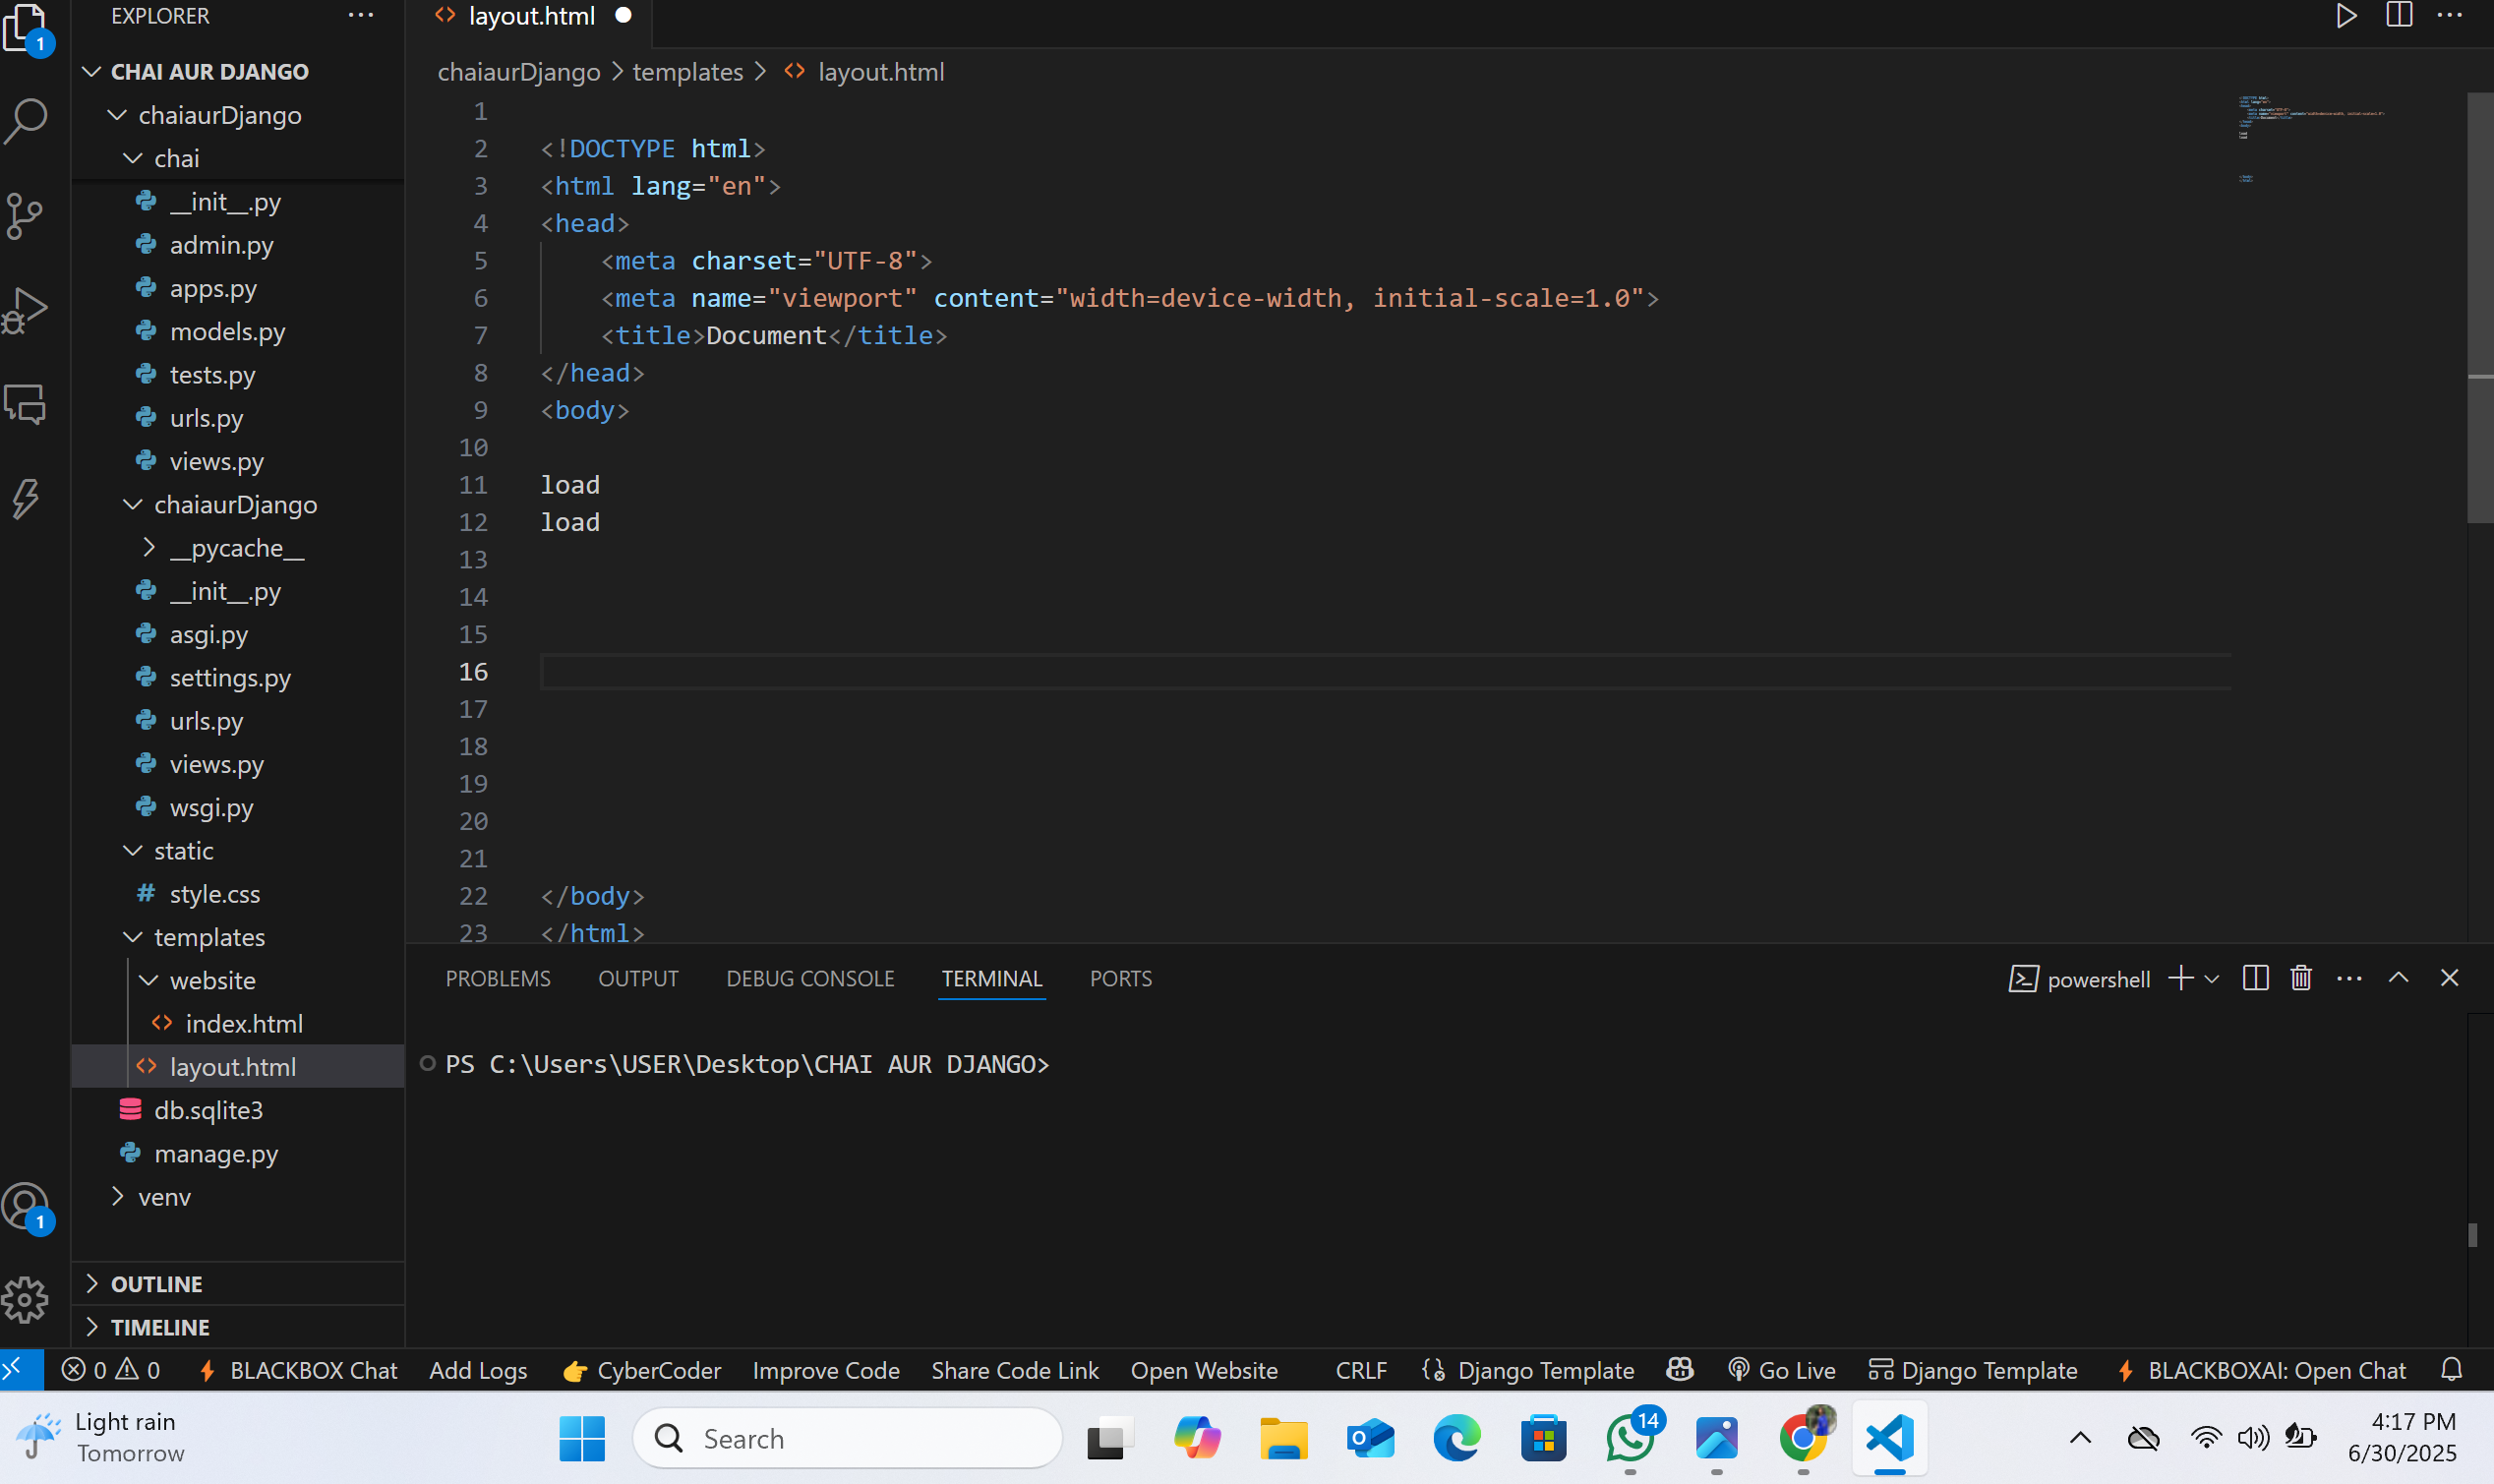 EXPLORER
CHAI AUR DJANGO
chaiaurDjango
chai
__init__.py
admin.py
apps.py
models.py
tests.py
urls.py
views.py
chaiaurDjango
__pycache__
__init__.py
asgi.py
settings.py
urls.py
views.py
wsgi.py
static
# style.css
templates
website
<> index.html
<> layout.html
db.sqlite3
manage.py
venv
OUTLINE
TIMELINE
1
1
<> layout.html
chaiaurDjango > templates > <> layout.html
1
2 <!DOCTYPE html>
3 <html lang="en">
4 <head>
5 <meta charset="UTF-8">
6 <meta name="viewport" content="width=device-width, initial-scale=1.0">
7 <title>Document</title>
8 </head>
9 <body>
10
11 load
12 load
13
14
15
16
17
18
19
20
21
22 </body>
23 </html>
PROBLEMS OUTPUT DEBUG CONSOLE TERMINAL PORTS
powershell
PS C:\Users\USER\Desktop\CHAI AUR DJANGO>
0 0 BLACKBOX Chat Add Logs CyberCoder Improve Code Share Code Link Open Website CRLF Django Template Go Live Django Template BLACKBOXAI: Open Chat
Light rain
Tomorrow
Search
14
4:17 PM
6/30/2025